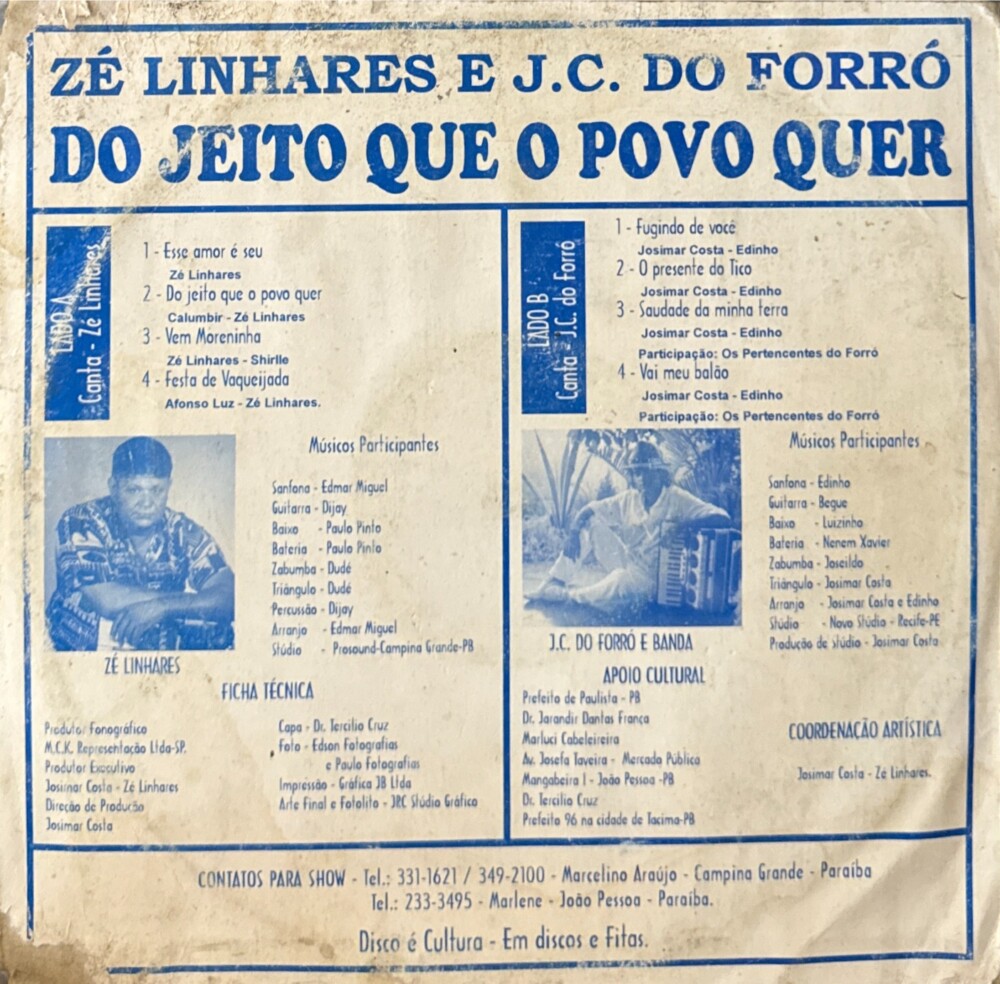 ZÉ LINHARES E J.C. DO FORRÓ
DO JEITO QUE O POVO QUER
LADO A
Canta - Zé Linhares
1 - Esse amor é seu
Zé Linhares
2 - Do jeito que o povo quer
Calumbir - Zé Linhares
3 - Vem Moreninha
Zé Linhares - Shirlle
4 - Festa de Vaqueijada
Afonso Luz - Zé Linhares.
Músicos Participantes
Sanfona - Edmar Miguel
Guitarra - Dijay
Baixo - Paulo Pinto
Bateria - Paulo Pinto
Zabumba - Dudé
Triângulo - Dudé
Percussão - Dijay
Arranjo - Edmar Miguel
Stúdio - Prosound-Campina Grande-PB
ZÉ LINHARES
FICHA TÉCNICA
Produtor Fonográfico
M.C.K. Representação Ltda-SP.
Produtor Executivo
Josimar Costa - Zé Linhares
Direção de Produção
Josimar Costa
Capa - Dr. Tercilio Cruz
Foto - Edson Fotografias
e Paulo Fotografias
Impressão - Gráfica JB Ltda
Arte Final e Fotolito - JRC Stúdio Gráfico
LADO B
Canta - J.C. do Forró
1 - Fugindo de você
Josimar Costa - Edinho
2 - O presente do Tico
Josimar Costa - Edinho
3 - Saudade da minha terra
Josimar Costa - Edinho
Participação: Os Pertencentes do Forró
4 - Vai meu balão
Josimar Costa - Edinho
Participação: Os Pertencentes do Forró
Músicos Participantes
Sanfona - Edinho
Guitarra - Begue
Baixo - Luizinho
Bateria - Nenem Xavier
Zabumba - Joseildo
Triângulo - Josimar Costa
Arranjo - Josimar Costa e Edinho
Stúdio - Novo Stúdio - Recife-PE
Produção de stúdio - Josimar Costa
J.C. DO FORRÓ E BANDA
APOIO CULTURAL
Prefeito de Paulista - PB
Dr. Jarandir Dantas França
Marluci Cabeleireira
Av. Josefa Taveira - Mercado Público
Mangabeira I - João Pessoa -PB
Dr. Tercilio Cruz
Prefeito 96 na cidade de Tacima-PB
COORDENAÇÃO ARTÍSTICA
Josimar Costa - Zé Linhares.
CONTATOS PARA SHOW - Tel.: 331-1621 / 349-2100 - Marcelino Araújo - Campina Grande - Paraíba
Tel.: 233-3495 - Marlene - João Pessoa - Paraíba.
Disco é Cultura - Em discos e Fitas.